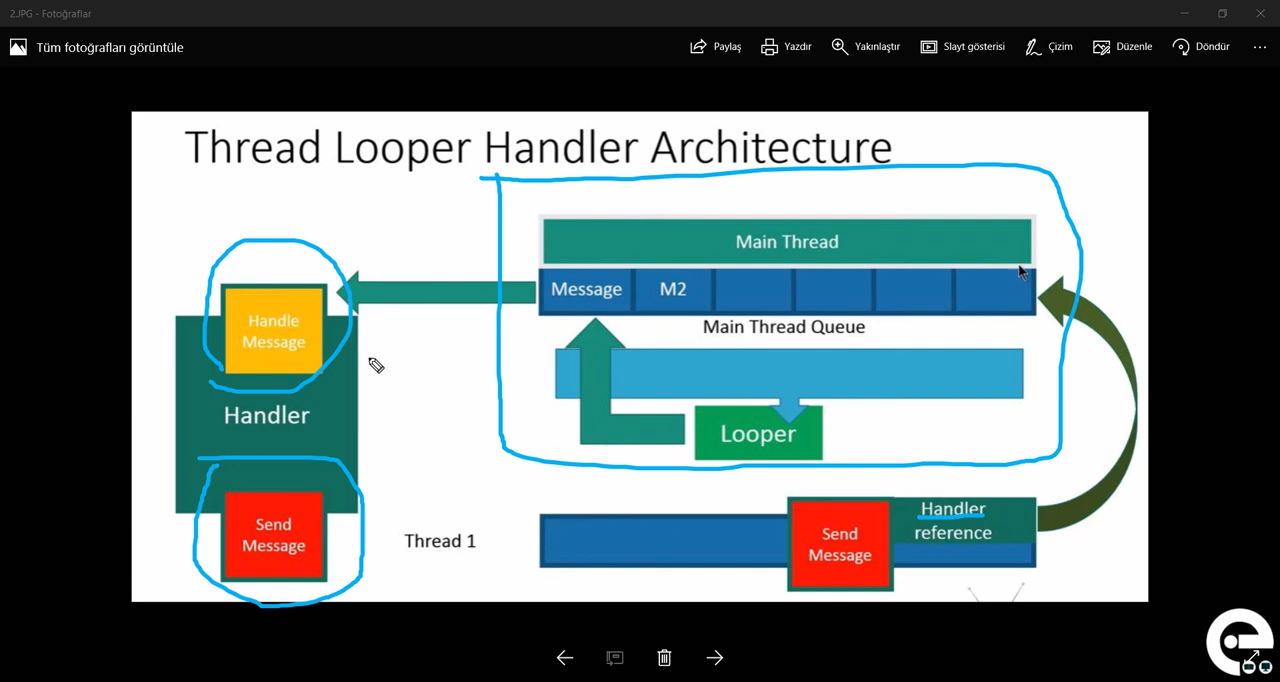 2.JPG - Fotoğraflar
Tüm fotoğrafları görüntüle
Paylaş
Yazdır
Yakınlaştır
Slayt gösterisi
Çizim
Düzenle
Döndür
Thread Looper Handler Architecture
Main Thread
Message
M2
Main Thread Queue
Looper
Handle
Message
Handler
Send
Message
Thread 1
Send
Message
Handler
reference